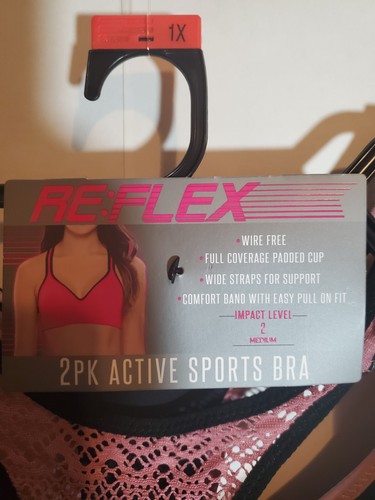 1X
RE:FLEX
•WIRE FREE
•FULL COVERAGE PADDED CUP
•WIDE STRAPS FOR SUPPORT
•COMFORT BAND WITH EASY PULL ON FIT
IMPACT LEVEL
2
MEDIUM
2PK ACTIVE SPORTS BRA